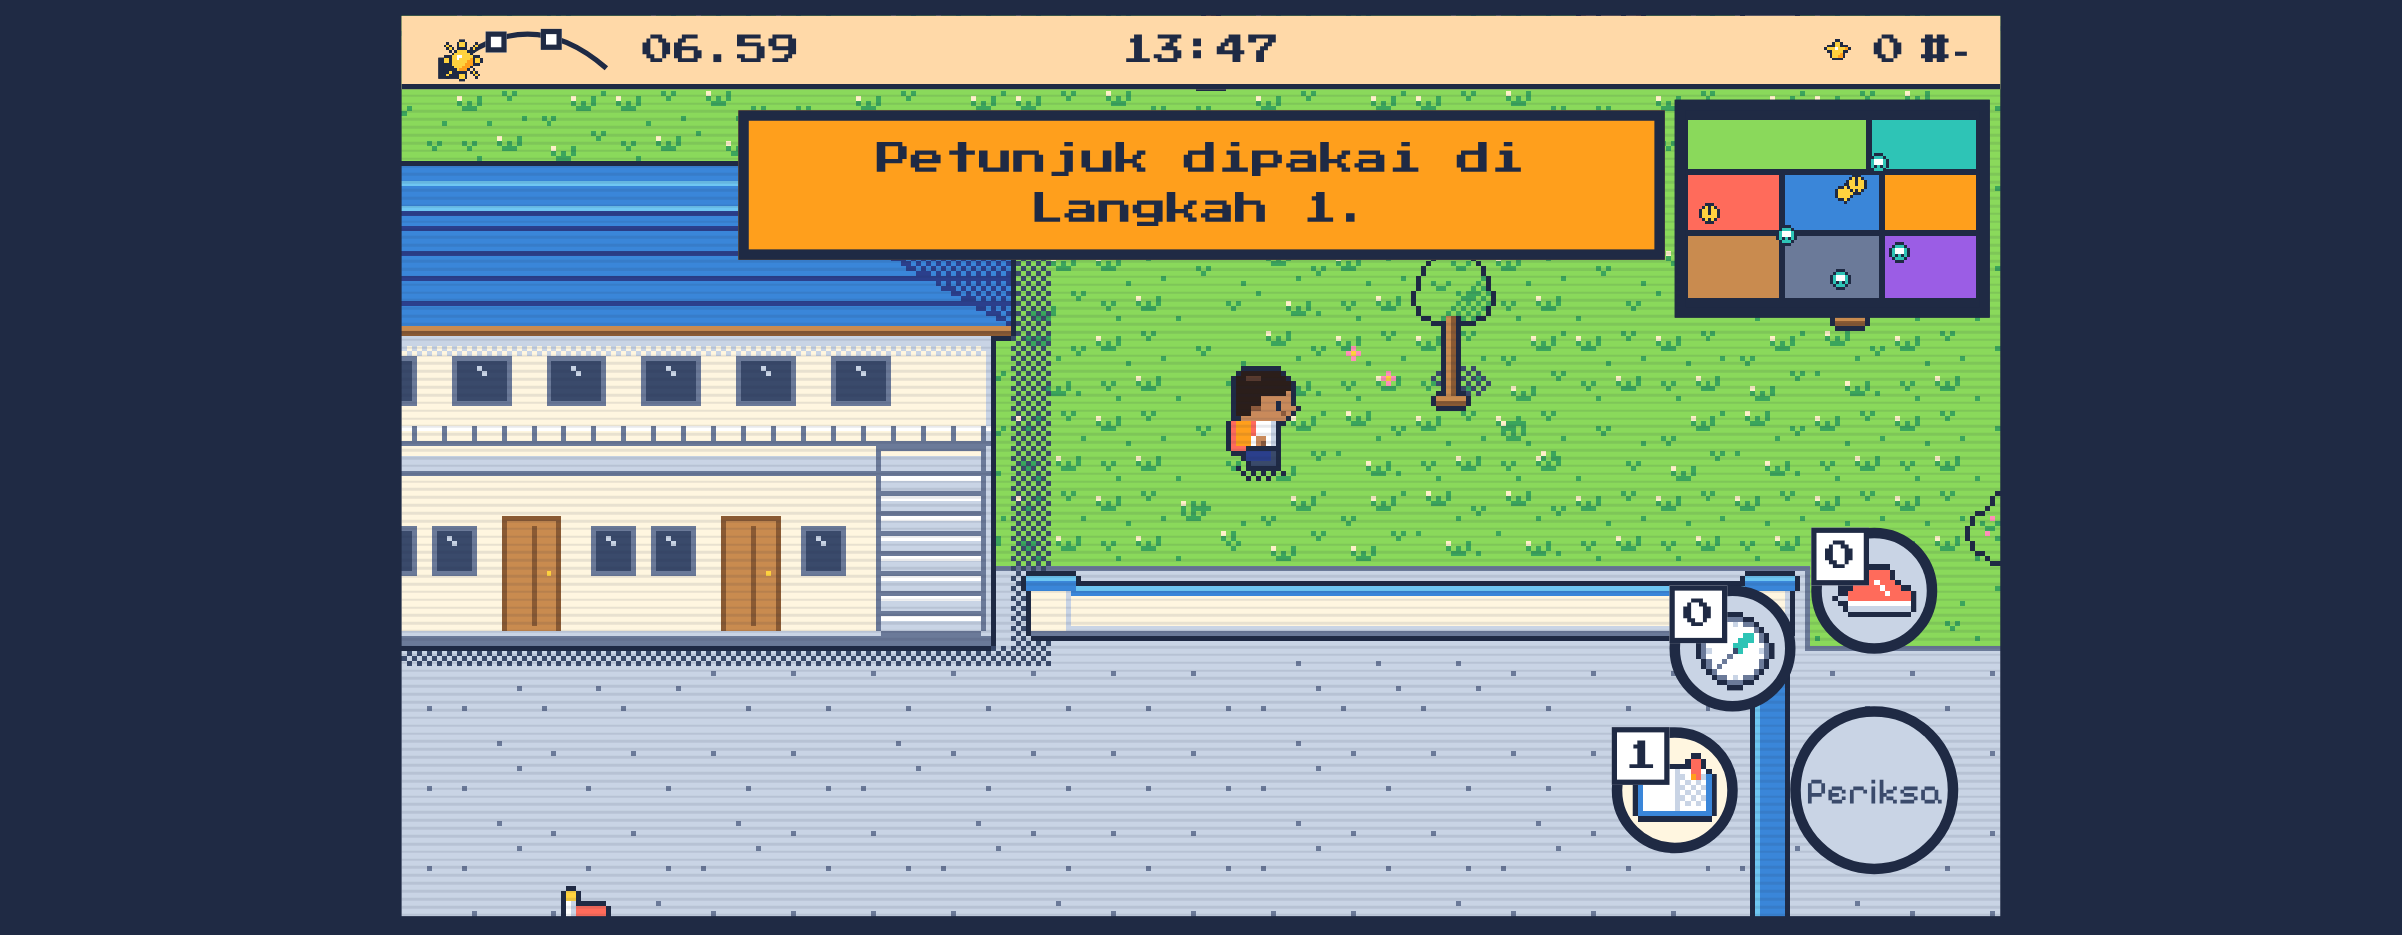 06.59
13:47
0 #-
Petunjuk dipakai di
Langkah 1.
0
0
1
Periksa